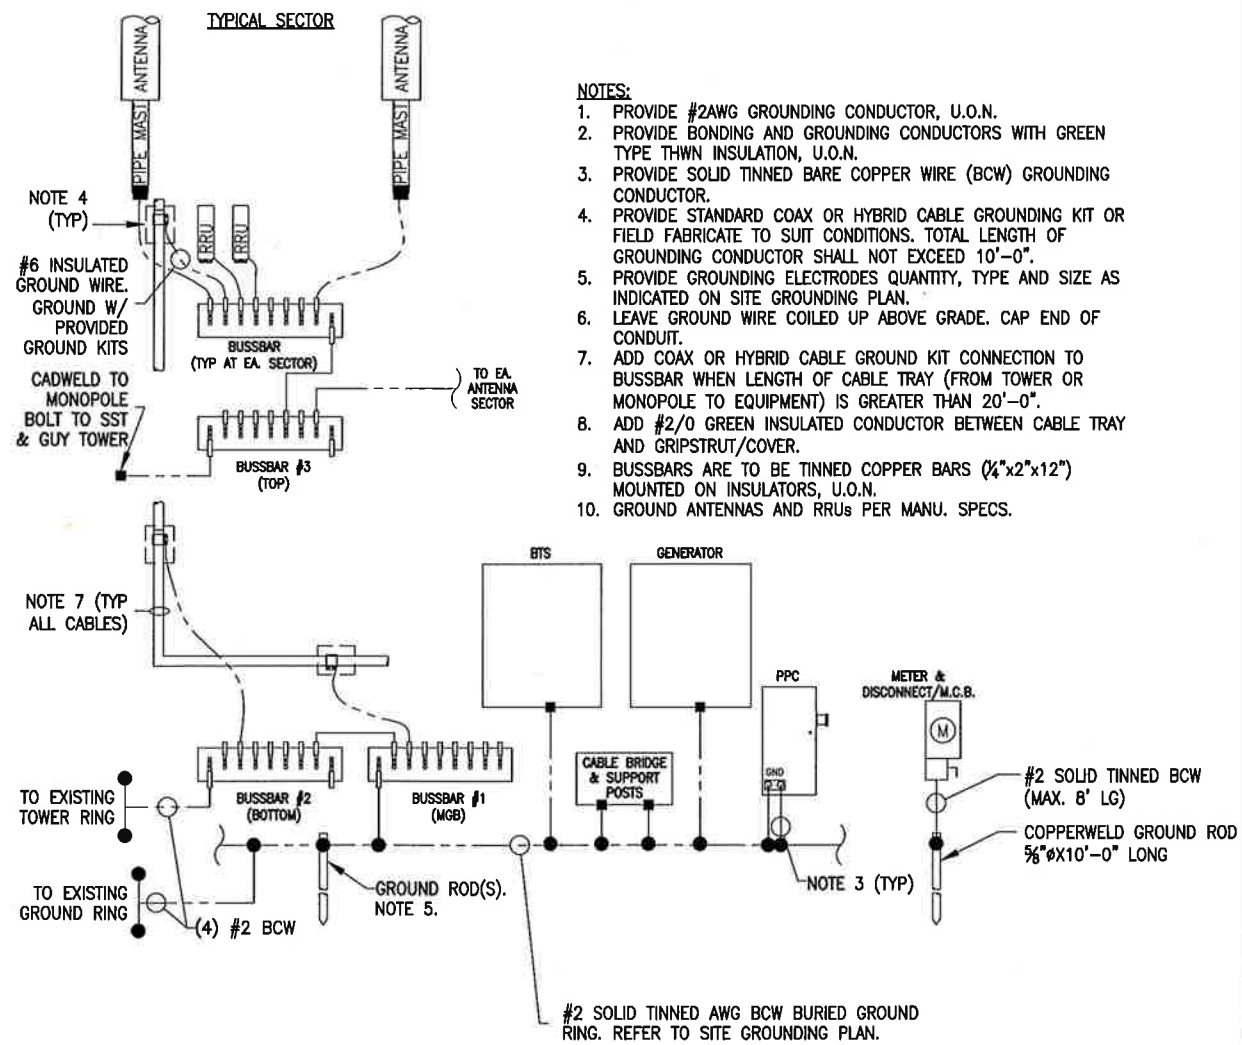 TYPICAL SECTOR
ANTENNA
PIPE MAST
ANTENNA
PIPE MAST
NOTES:
1. PROVIDE #2AWG GROUNDING CONDUCTOR, U.O.N.
2. PROVIDE BONDING AND GROUNDING CONDUCTORS WITH GREEN
TYPE THWN INSULATION, U.O.N.
3. PROVIDE SOLID TINNED BARE COPPER WIRE (BCW) GROUNDING
CONDUCTOR.
4. PROVIDE STANDARD COAX OR HYBRID CABLE GROUNDING KIT OR
FIELD FABRICATE TO SUIT CONDITIONS. TOTAL LENGTH OF
GROUNDING CONDUCTOR SHALL NOT EXCEED 10'-0".
5. PROVIDE GROUNDING ELECTRODES QUANTITY, TYPE AND SIZE AS
INDICATED ON SITE GROUNDING PLAN.
6. LEAVE GROUND WIRE COILED UP ABOVE GRADE. CAP END OF
CONDUIT.
7. ADD COAX OR HYBRID CABLE GROUND KIT CONNECTION TO
BUSSBAR WHEN LENGTH OF CABLE TRAY (FROM TOWER OR
MONOPOLE TO EQUIPMENT) IS GREATER THAN 20'-0".
8. ADD #2/0 GREEN INSULATED CONDUCTOR BETWEEN CABLE TRAY
AND GRIPSTRUT/COVER.
9. BUSSBARS ARE TO BE TINNED COPPER BARS (¼"x2"x12")
MOUNTED ON INSULATORS, U.O.N.
10. GROUND ANTENNAS AND RRUs PER MANU. SPECS.
NOTE 4
(TYP)
RRU
RRU
#6 INSULATED
GROUND WIRE.
GROUND W/
PROVIDED
GROUND KITS
BUSSBAR
(TYP AT EA. SECTOR)
CADWELD TO
MONOPOLE
BOLT TO SST
& GUY TOWER
TO EA.
ANTENNA
SECTOR
BUSSBAR #3
(TOP)
NOTE 7 (TYP
ALL CABLES)
BTS
GENERATOR
PPC
GND
METER &
DISCONNECT/M.C.B.
M
CABLE BRIDGE
& SUPPORT
POSTS
BUSSBAR #2
(BOTTOM)
BUSSBAR #1
(MGB)
TO EXISTING
TOWER RING
#2 SOLID TINNED BCW
(MAX. 8' LG)
COPPERWELD GROUND ROD
⅝"øX10'-0" LONG
TO EXISTING
GROUND RING
(4) #2 BCW
GROUND ROD(S).
NOTE 5.
NOTE 3 (TYP)
#2 SOLID TINNED AWG BCW BURIED GROUND
RING. REFER TO SITE GROUNDING PLAN.